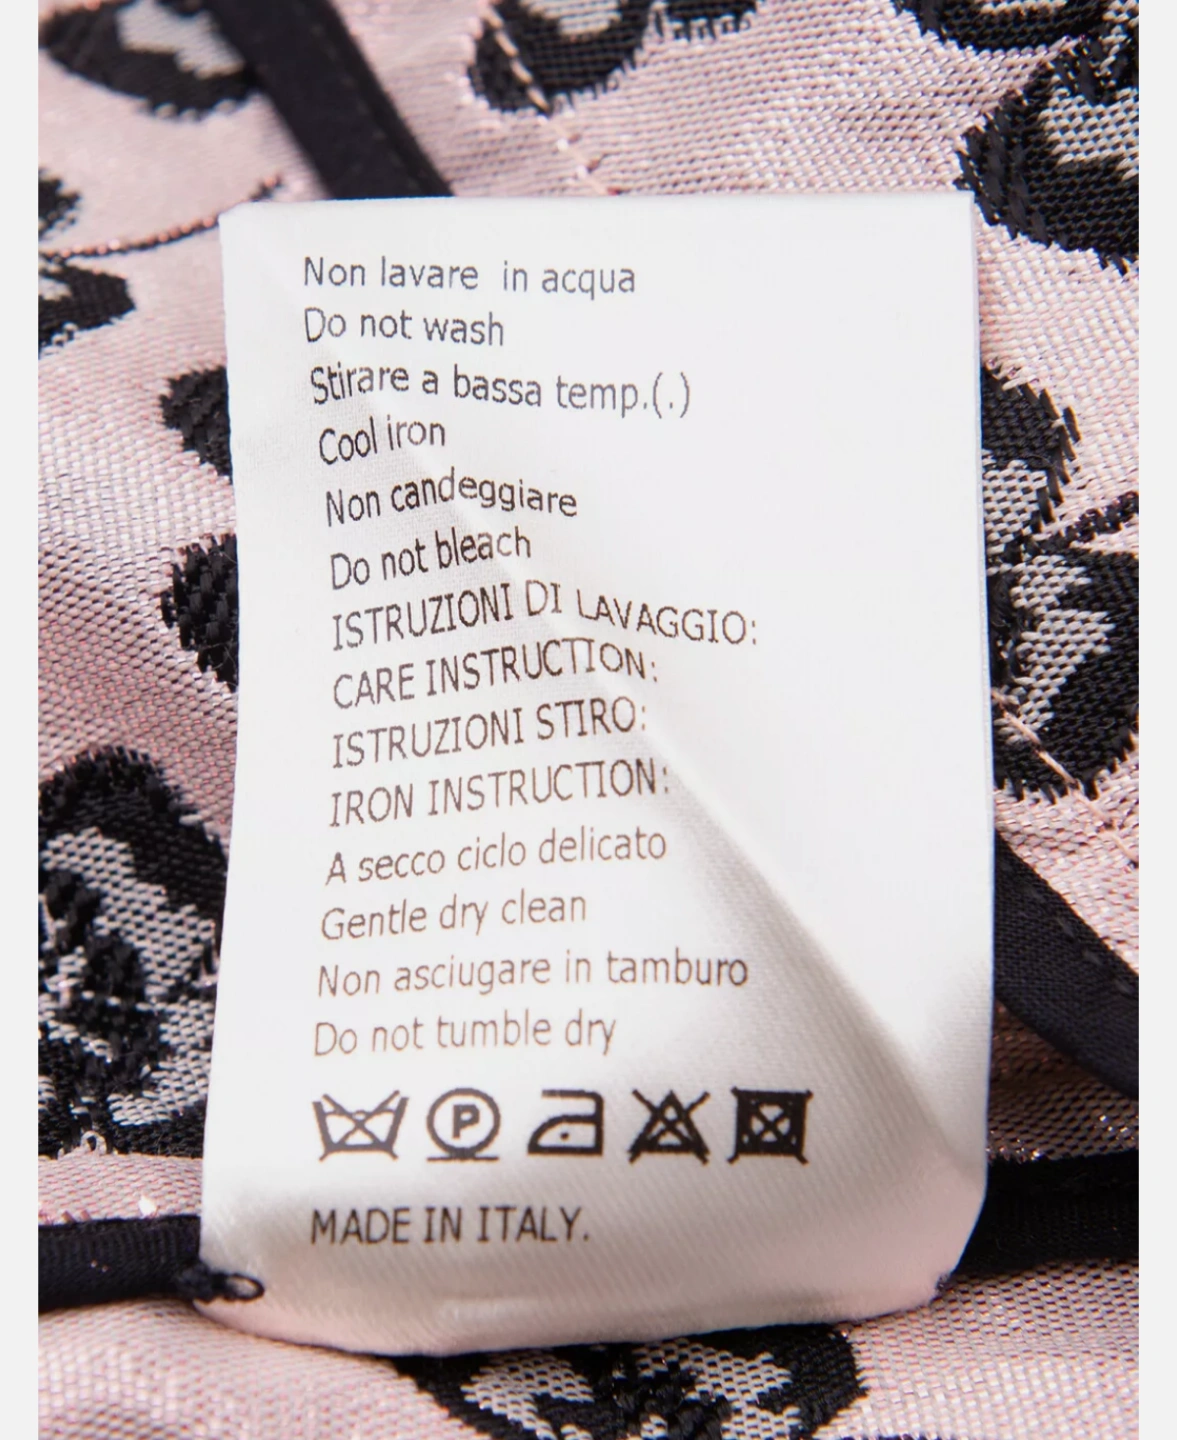 Non lavare in acqua
Do not wash
Stirare a bassa temp.(.)
Cool iron
Non candeggiare
Do not bleach
ISTRUZIONI DI LAVAGGIO:
CARE INSTRUCTION:
ISTRUZIONI STIRO:
IRON INSTRUCTION:
A secco ciclo delicato
Gentle dry clean
Non asciugare in tamburo
Do not tumble dry
P
MADE IN ITALY.